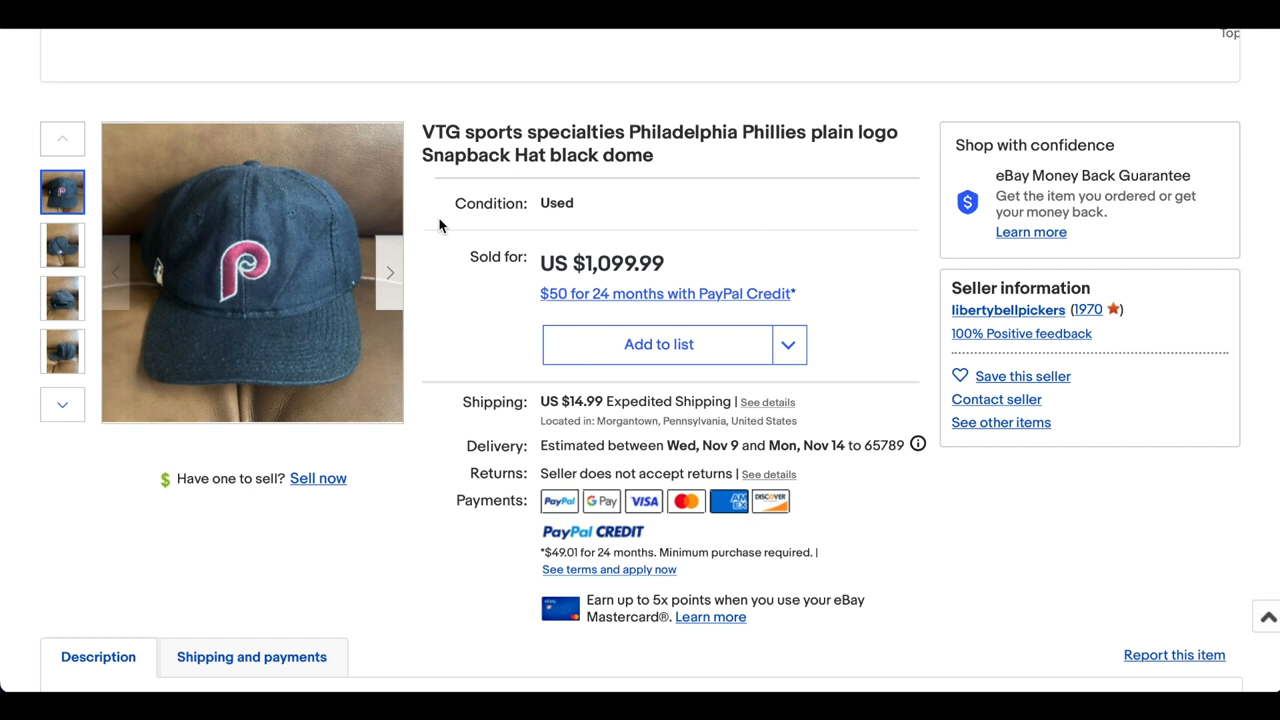 Top
VTG sports specialties Philadelphia Phillies plain logo
Snapback Hat black dome
Condition: Used
Sold for: US $1,099.99
$50 for 24 months with PayPal Credit*
Add to list
Shipping: US $14.99 Expedited Shipping | See details
Located in: Morgantown, Pennsylvania, United States
Delivery: Estimated between Wed, Nov 9 and Mon, Nov 14 to 65789
Returns: Seller does not accept returns | See details
Payments: PayPal G Pay VISA AM EX DISCOVER
PayPal CREDIT
*$49.01 for 24 months. Minimum purchase required. |
See terms and apply now
Earn up to 5x points when you use your eBay
Mastercard®. Learn more
P
$ Have one to sell? Sell now
Shop with confidence
eBay Money Back Guarantee
$
Get the item you ordered or get
your money back.
Learn more
Seller information
libertybellpickers (1970 )
100% Positive feedback
Save this seller
Contact seller
See other items
Description
Shipping and payments
Report this item